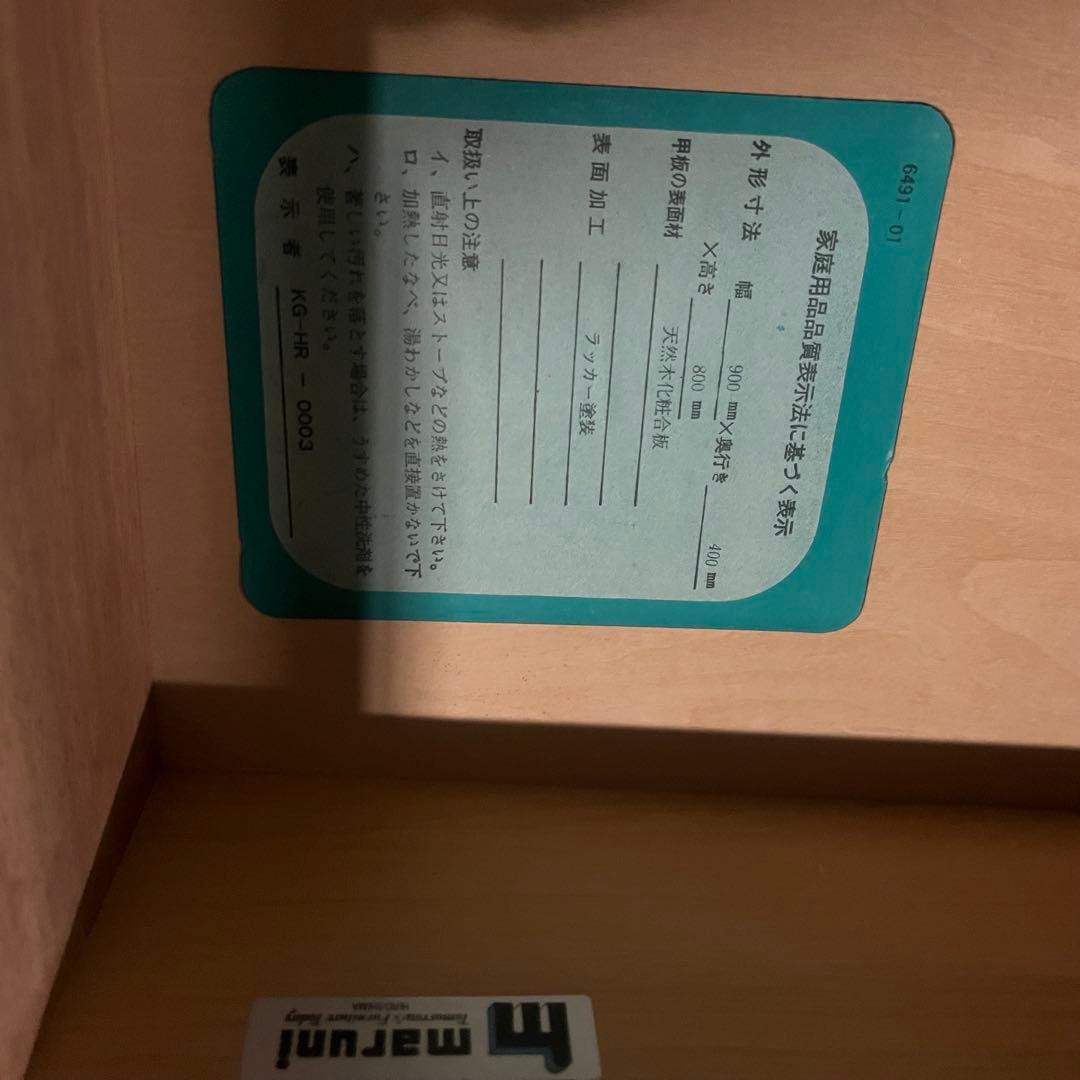 6491-01
家庭用品品質表示法に基づく表示
外形寸法 幅 900 mm×奥行き 400 mm
×高さ 800 mm
甲板の表面材 天然木化粧合板
表面加工 ラッカー塗装
取扱い上の注意
イ、直射日光又はストーブなどの熱をさけて下さい。
ロ、加熱したなべ、湯わかしなどを直接置かないで下
さい。
ハ、著しい汚れを落とす場合は、うすめた中性洗剤を
使用してください。
表示者 KG-HR-0003
maruni
Tomorrow's Furniture Today
HIROSHIMA